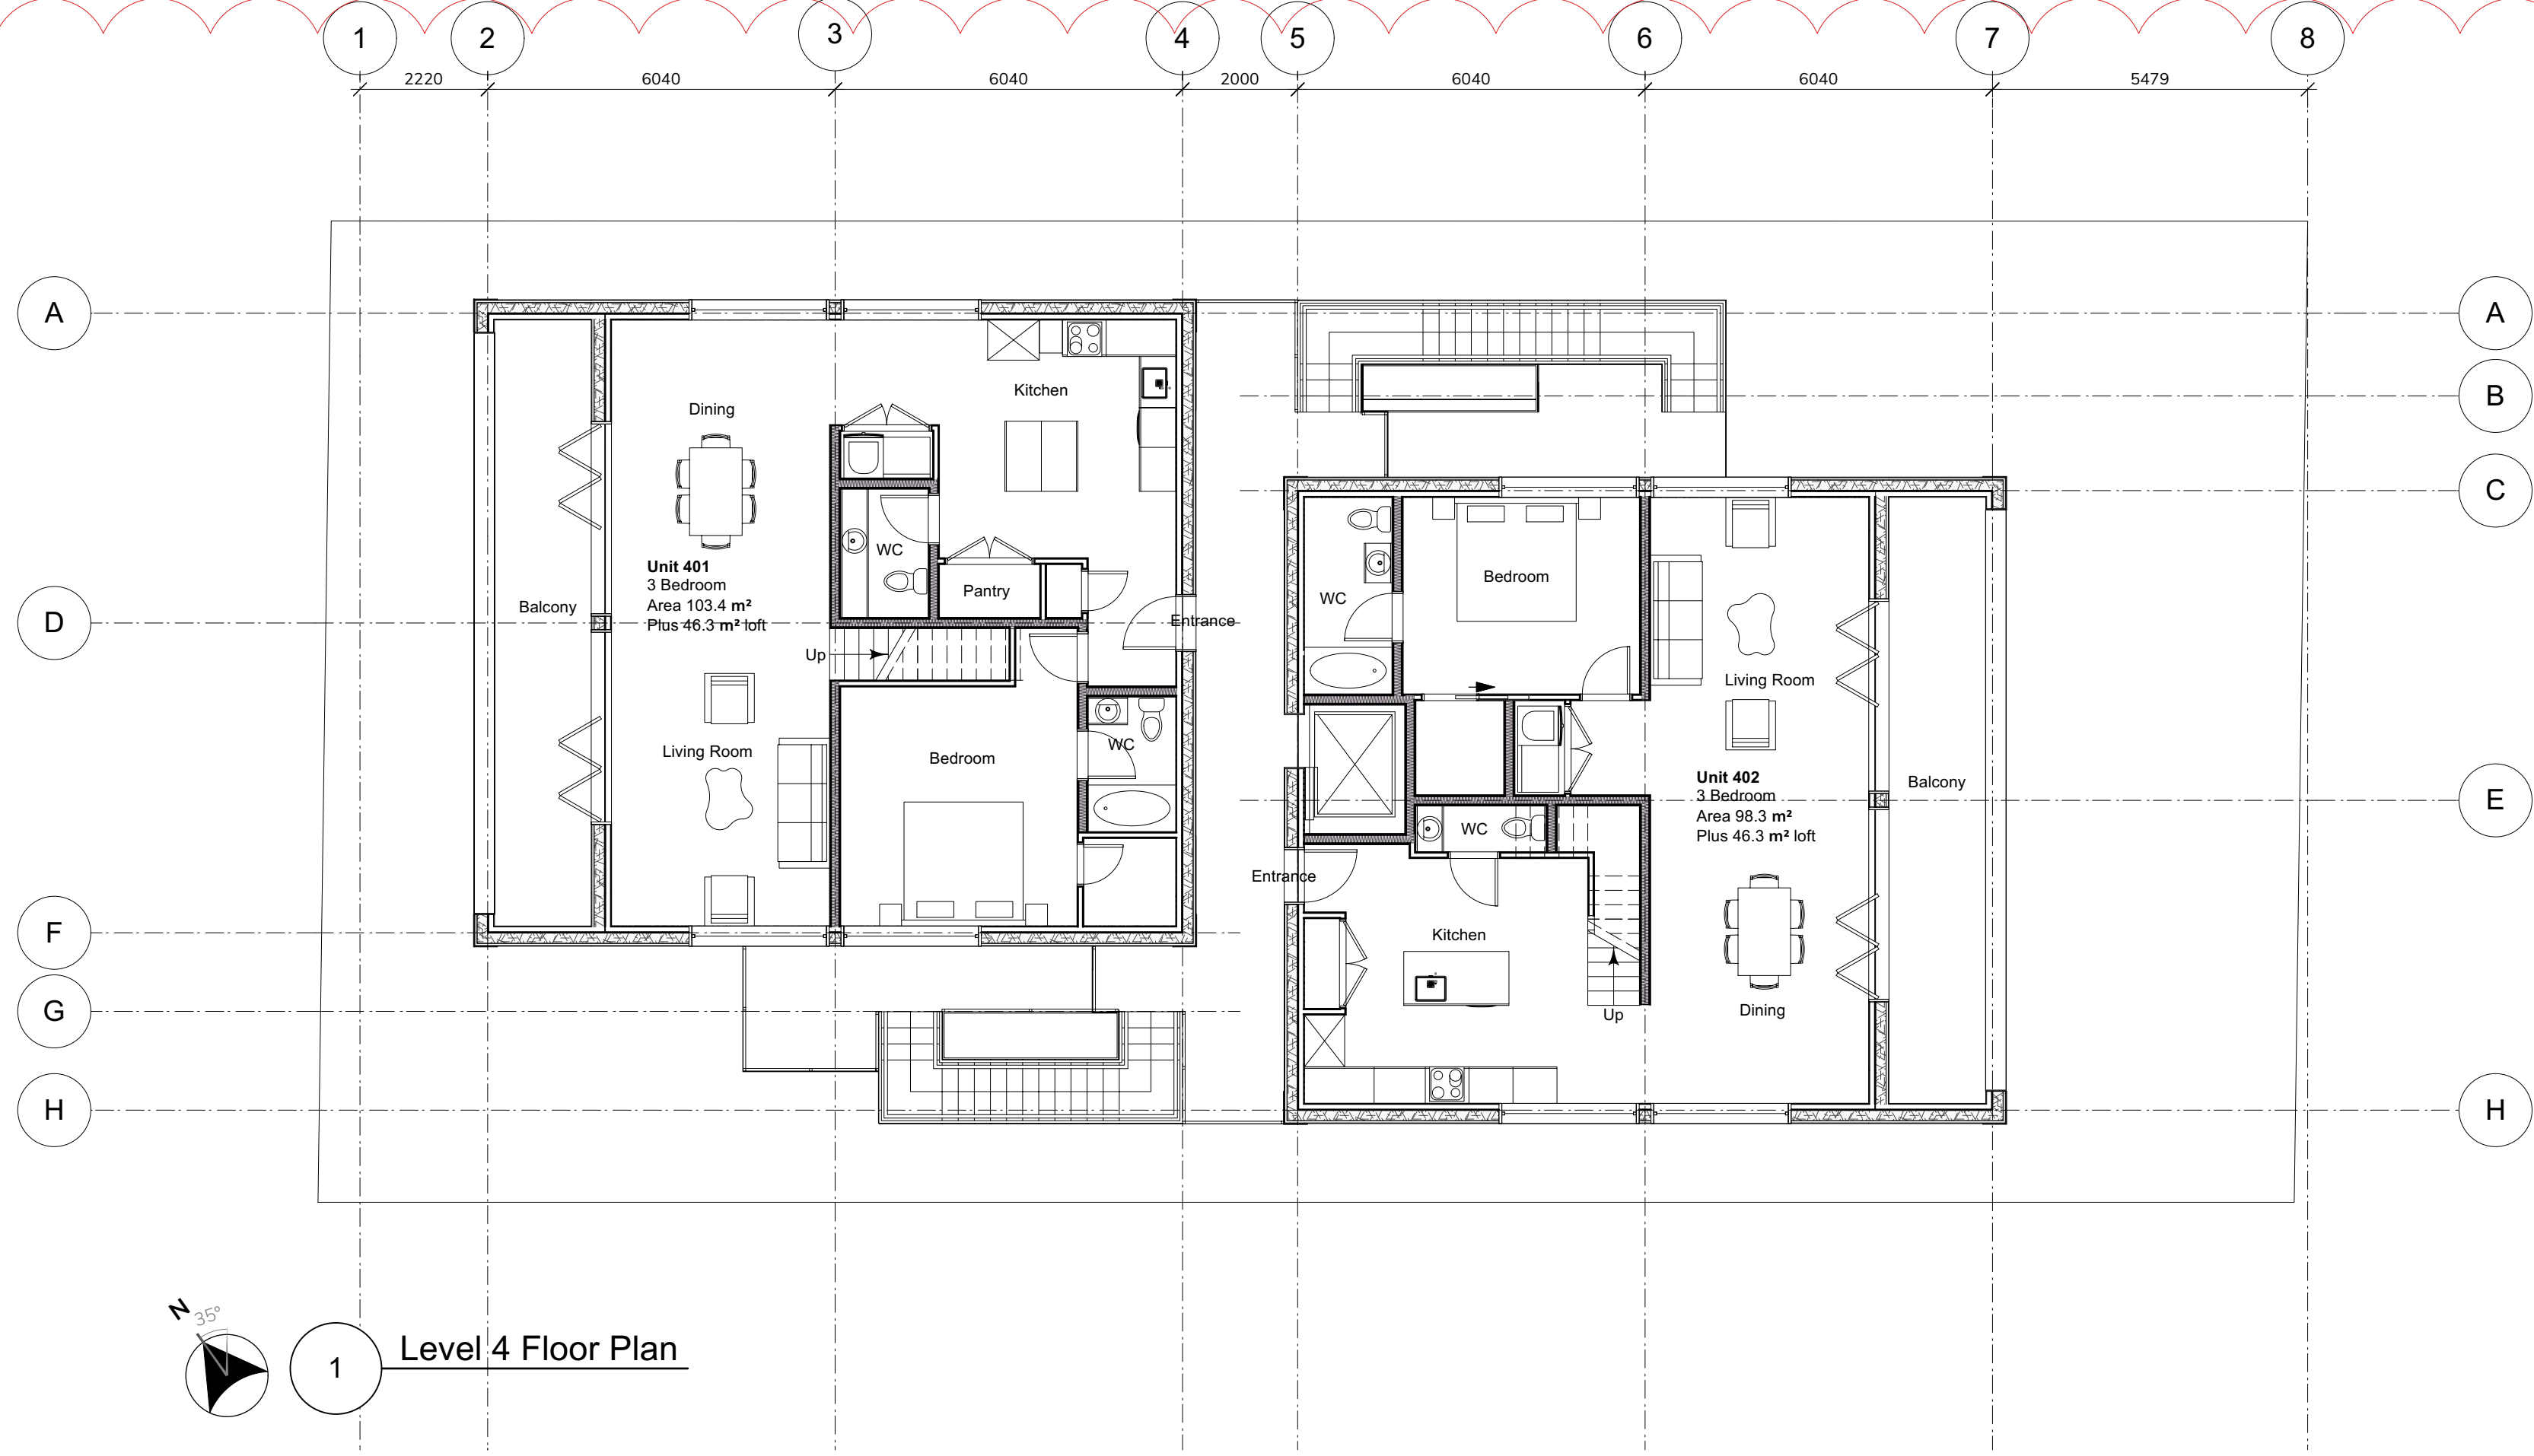 1 2 3 4 5 6 7 8
2220 6040 6040 2000 6040 6040 5479
A A
B
C
D
E
F
G
H H
Dining
Kitchen
WC
Unit 401
3 Bedroom
Area 103.4 m²
Plus 46.3 m² loft
Balcony
Pantry
Entrance
Up
Living Room
Bedroom
WC
WC
Bedroom
Living Room
Unit 402
3 Bedroom
Area 98.3 m²
Plus 46.3 m² loft
Balcony
WC
Entrance
Kitchen
Up
Dining
N
35°
1 Level 4 Floor Plan